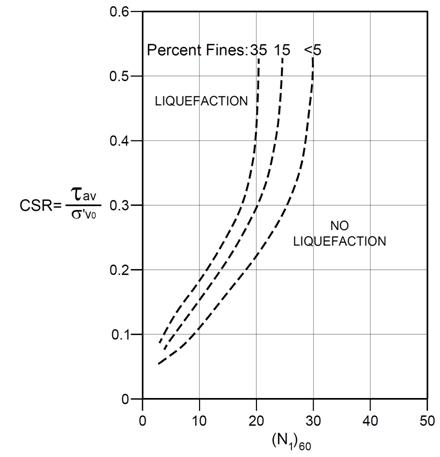 0.6
Percent Fines: 35 15 <5
0.5
LIQUEFACTION
0.4
CSR= τav / σ'v0
0.3
NO
LIQUEFACTION
0.2
0.1
0
0 10 20 30 40 50
(N1)60